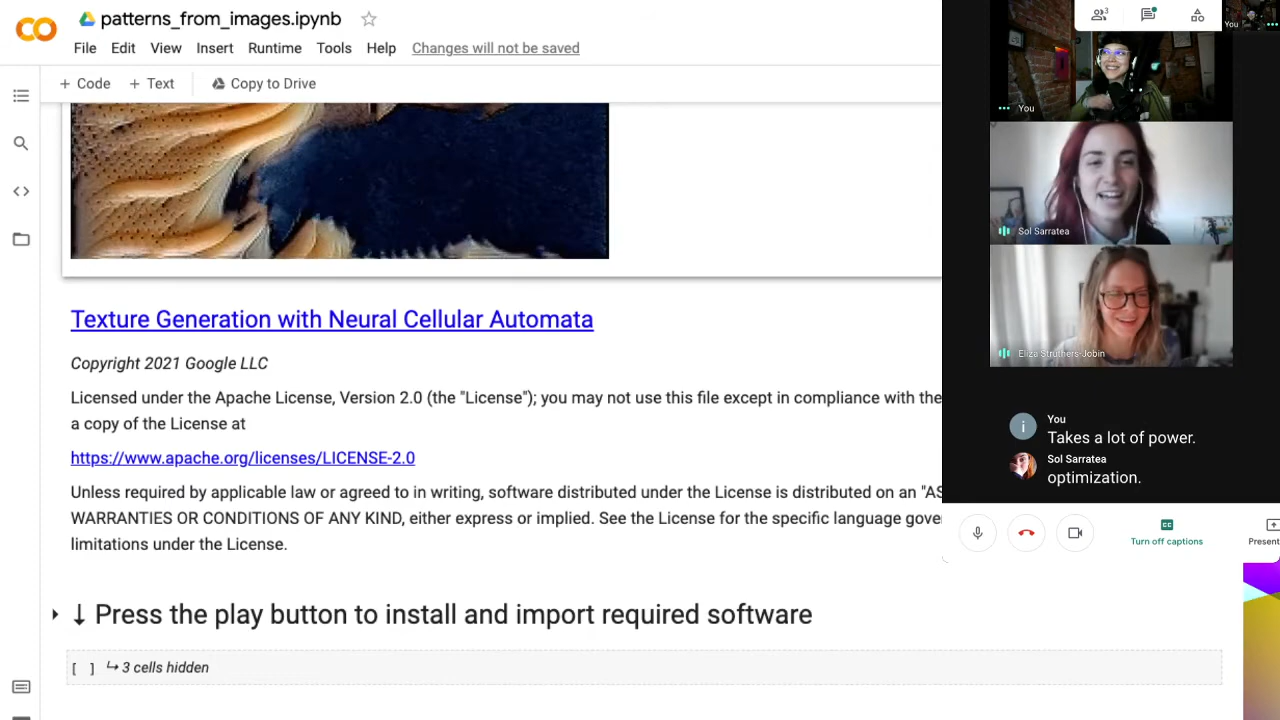 patterns_from_images.ipynb
File Edit View Insert Runtime Tools Help Changes will not be saved
+ Code + Text Copy to Drive
Texture Generation with Neural Cellular Automata
Copyright 2021 Google LLC
Licensed under the Apache License, Version 2.0 (the "License"); you may not use this file except in compliance with the
a copy of the License at
https://www.apache.org/licenses/LICENSE-2.0
Unless required by applicable law or agreed to in writing, software distributed under the License is distributed on an "AS
WARRANTIES OR CONDITIONS OF ANY KIND, either express or implied. See the License for the specific language gove
limitations under the License.
↓ Press the play button to install and import required software
[ ] ↳ 3 cells hidden
3
You
You
Sol Sarratea
Eliza Struthers-Jobin
i
You
Takes a lot of power.
Sol Sarratea
optimization.
CC
Turn off captions
Present